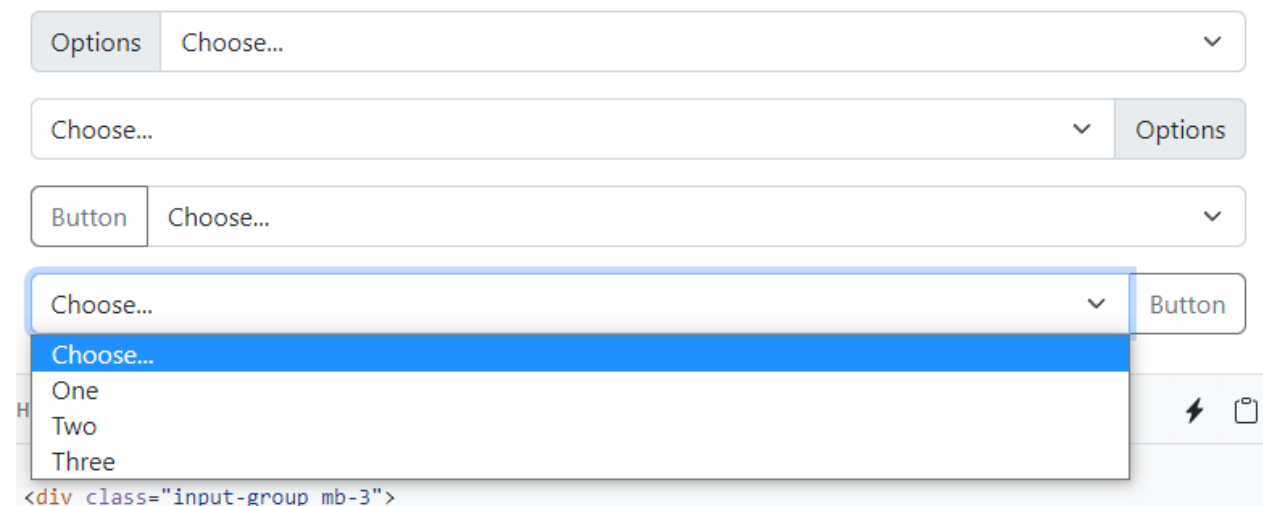 Options Choose...
Choose... Options
Button Choose...
Choose... Button
Choose...
One
Two
Three
H
<div class="input-group mb-3">